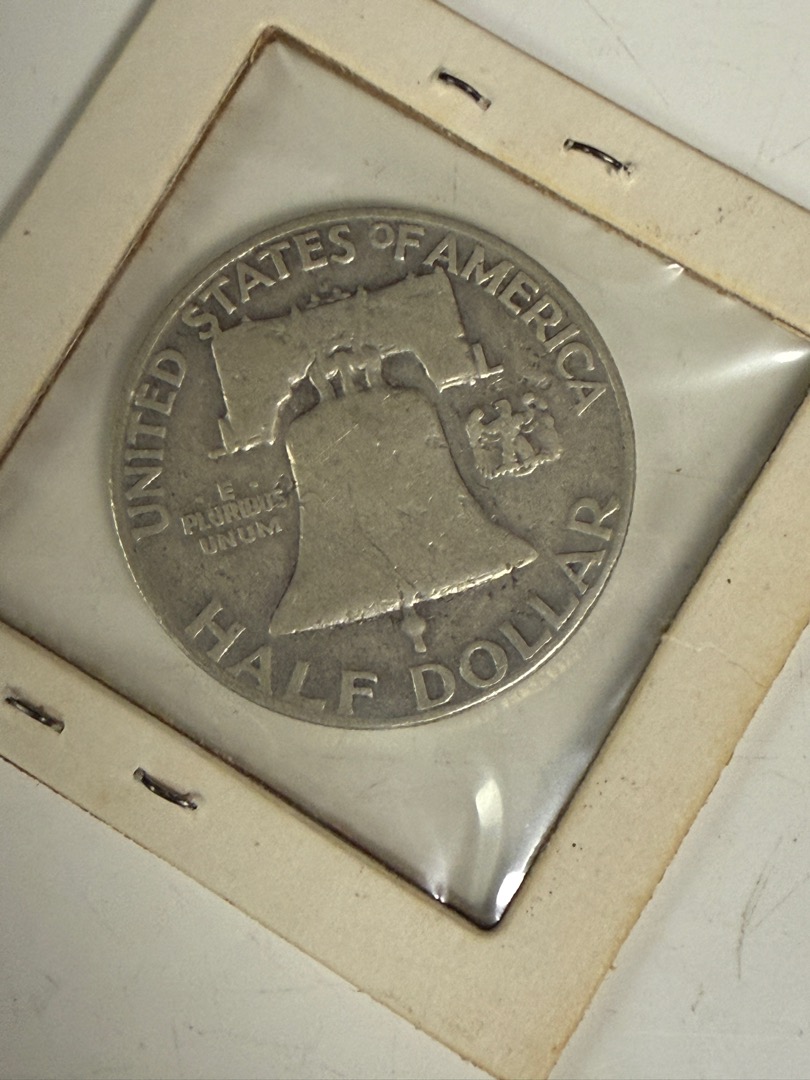 UNITED STATES OF AMERICA
E
PLURIBUS
UNUM
HALF DOLLAR